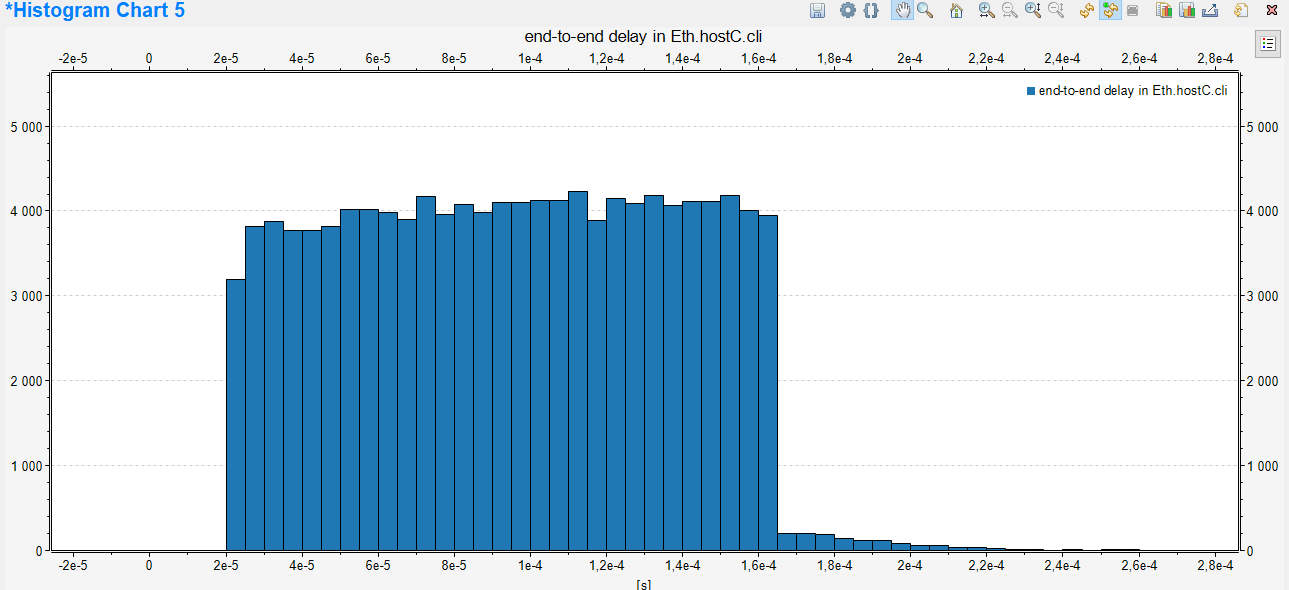 *Histogram Chart 5
end-to-end delay in Eth.hostC.cli
-2e-5 0 2e-5 4e-5 6e-5 8e-5 1e-4 1,2e-4 1,4e-4 1,6e-4 1,8e-4 2e-4 2,2e-4 2,4e-4 2,6e-4 2,8e-4
end-to-end delay in Eth.hostC.cli
5 000 5 000
4 000 4 000
3 000 3 000
2 000 2 000
1 000 1 000
0 0
-2e-5 0 2e-5 4e-5 6e-5 8e-5 1e-4 1,2e-4 1,4e-4 1,6e-4 1,8e-4 2e-4 2,2e-4 2,4e-4 2,6e-4 2,8e-4
[s]